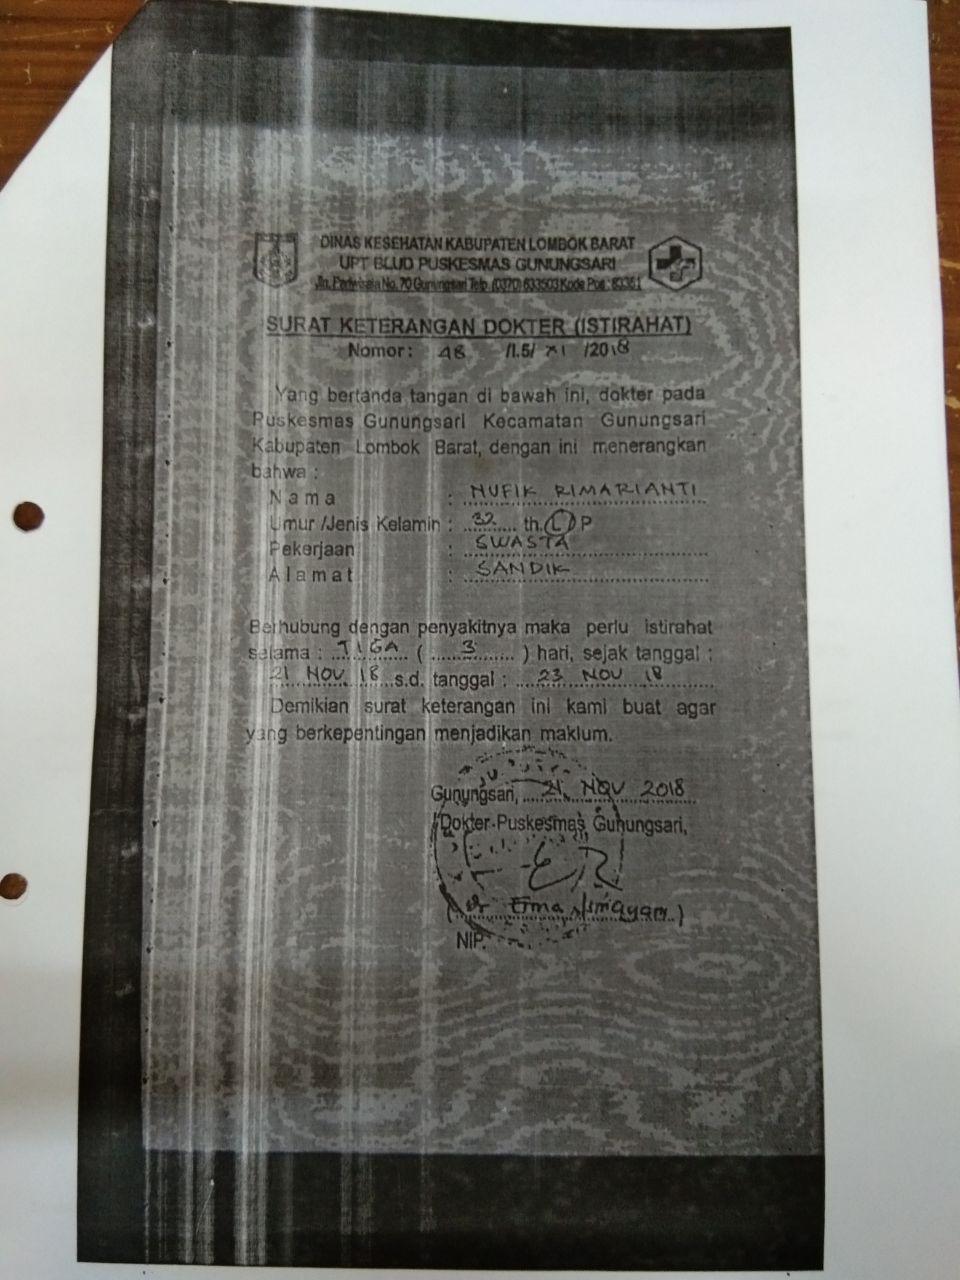 DINAS KESEHATAN KABUPATEN LOMBOK BARAT
UPT BLUD PUSKESMAS GUNUNGSARI
Jln. Pariwisata No. 70 Gunungsari Telp. (0370) 633503 Kode Pos : 83351
SURAT KETERANGAN DOKTER (ISTIRAHAT)
Nomor : 48 /1.5/ XI /2018
Yang bertanda tangan di bawah ini, dokter pada
Puskesmas Gunungsari Kecamatan Gunungsari
Kabupaten Lombok Barat, dengan ini menerangkan
bahwa :
Nama : NUFIK RIMARIANTI
Umur /Jenis Kelamin : 32 th. L / P
Pekerjaan : SWASTA
Alamat : SANDIK
Berhubung dengan penyakitnya maka perlu istirahat
selama : TIGA ( 3 ) hari, sejak tanggal :
21 NOV 18 s.d. tanggal : 23 NOV 18
Demikian surat keterangan ini kami buat agar
yang berkepentingan menjadikan maklum.
Gunungsari, 21 NOV 2018
Dokter Puskesmas Gunungsari,
(dr Erma )
NIP.